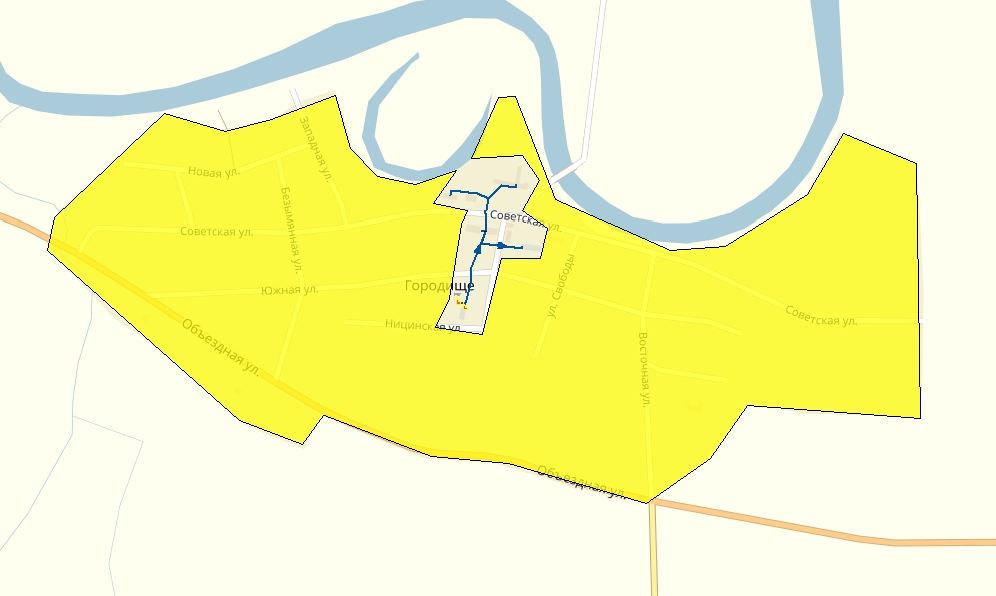 Западная ул.
Новая ул.
Безымянная ул.
Советская ул.
Советская ул.
Южная ул.
Городище
ул. Свободы
Ницинская ул.
Объездная ул.
Советская ул.
Восточная ул.
Объездная ул.